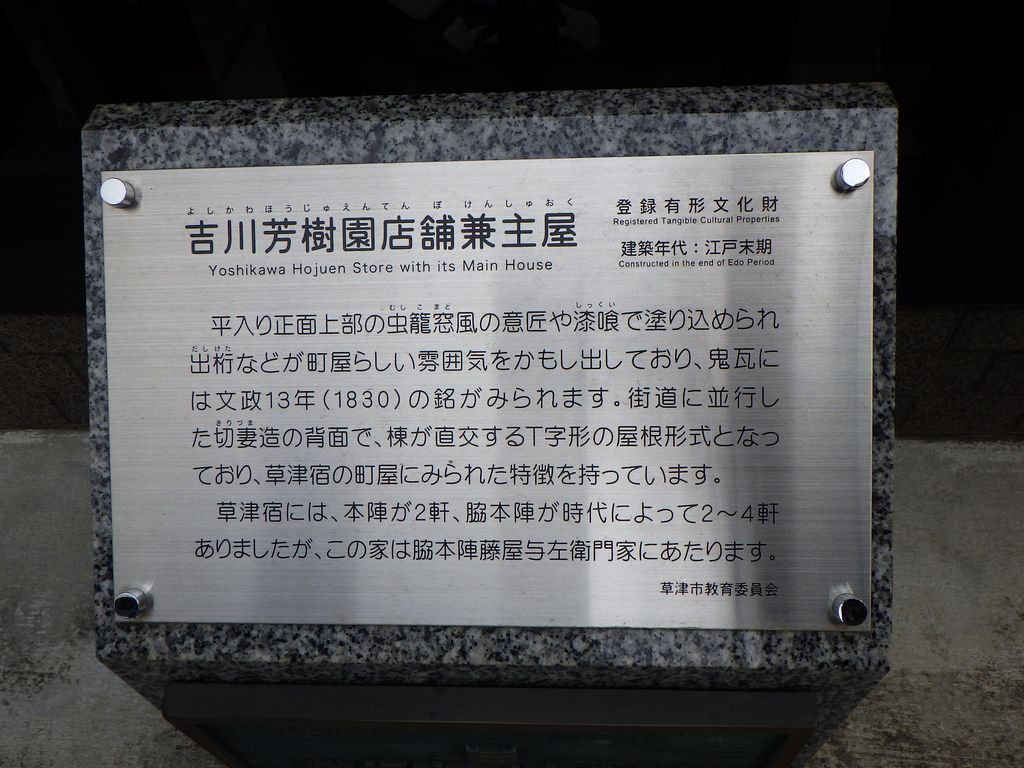 よしかわほうじゅえんてん ぽ けんしゅおく
吉川芳樹園店舗兼主屋
Yoshikawa Hojuen Store with its Main House
登録有形文化財
Registered Tangible Cultural Properties
建築年代：江戸末期
Constructed in the end of Edo Period
むしこまど しっくい
平入り正面上部の虫籠窓風の意匠や漆喰で塗り込められ
だしけた
出桁などが町屋らしい雰囲気をかもし出しており、鬼瓦に
は文政13年(1830)の銘がみられます。街道に並行し
きりづま
た切妻造の背面で、棟が直交するT字形の屋根形式となっ
ており、草津宿の町屋にみられた特徴を持っています。
草津宿には、本陣が2軒、脇本陣が時代によって2〜4軒
ありましたが、この家は脇本陣藤屋与左衛門家にあたります。
草津市教育委員会